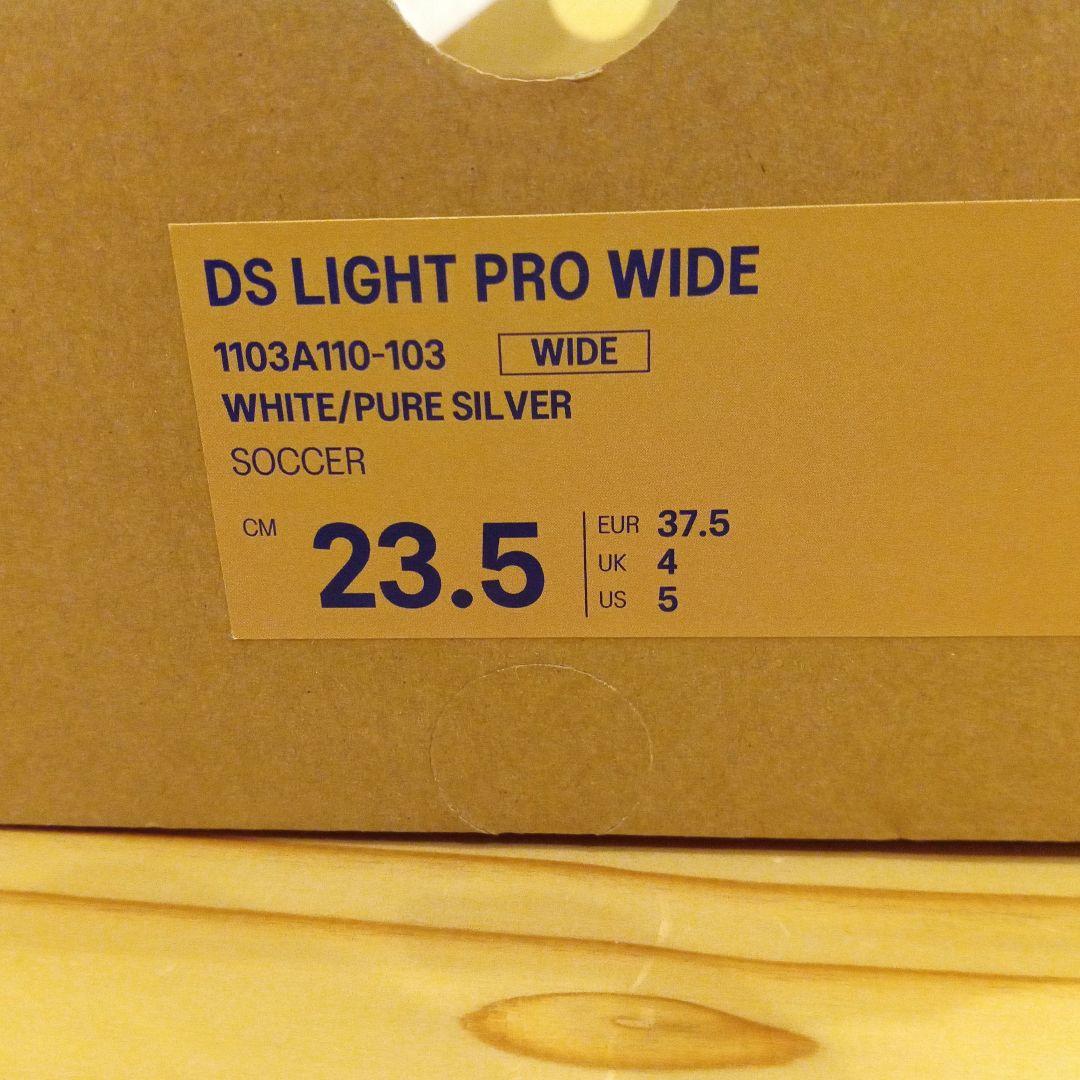 DS LIGHT PRO WIDE
1103A110-103 WIDE
WHITE/PURE SILVER
SOCCER
CM 23.5
EUR 37.5
UK 4
US 5